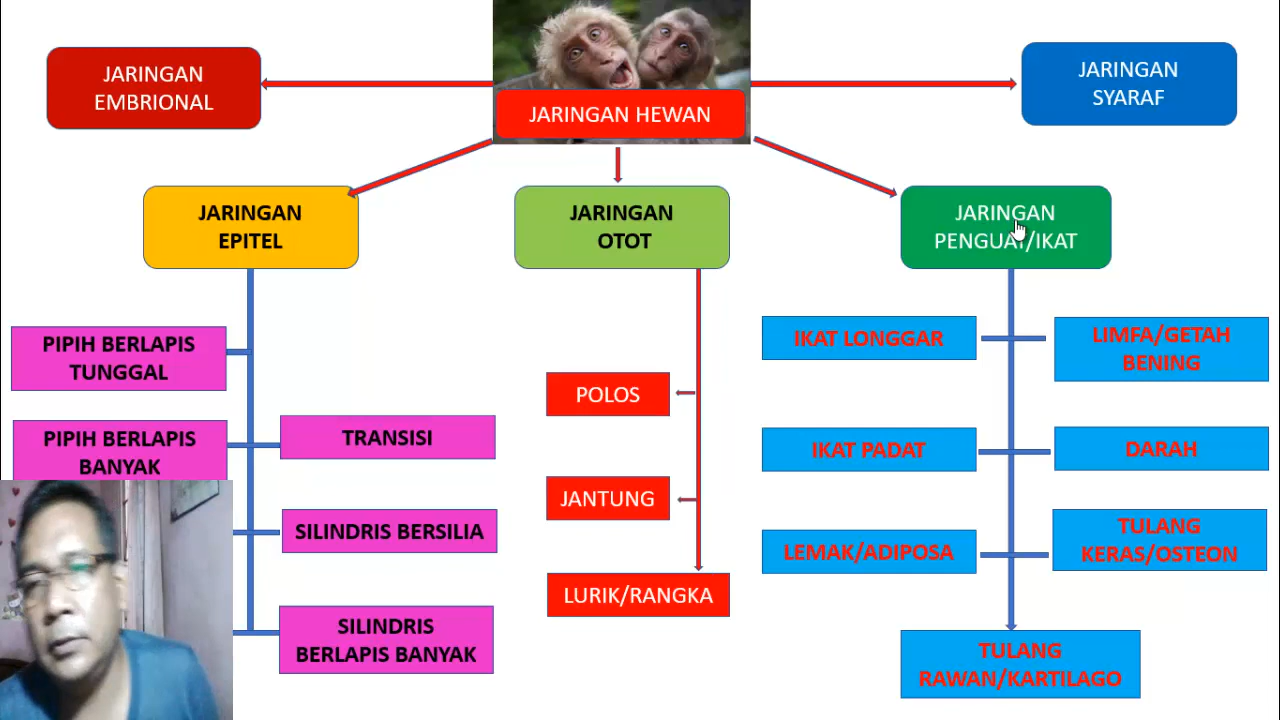 JARINGAN
EMBRIONAL
JARINGAN HEWAN
JARINGAN
SYARAF
JARINGAN
EPITEL
JARINGAN
OTOT
JARINGAN
PENGUAT/IKAT
PIPIH BERLAPIS
TUNGGAL
PIPIH BERLAPIS
BANYAK
TRANSISI
SILINDRIS BERSILIA
SILINDRIS
BERLAPIS BANYAK
POLOS
JANTUNG
LURIK/RANGKA
IKAT LONGGAR
LIMFA/GETAH
BENING
IKAT PADAT
DARAH
LEMAK/ADIPOSA
TULANG
KERAS/OSTEON
TULANG
RAWAN/KARTILAGO